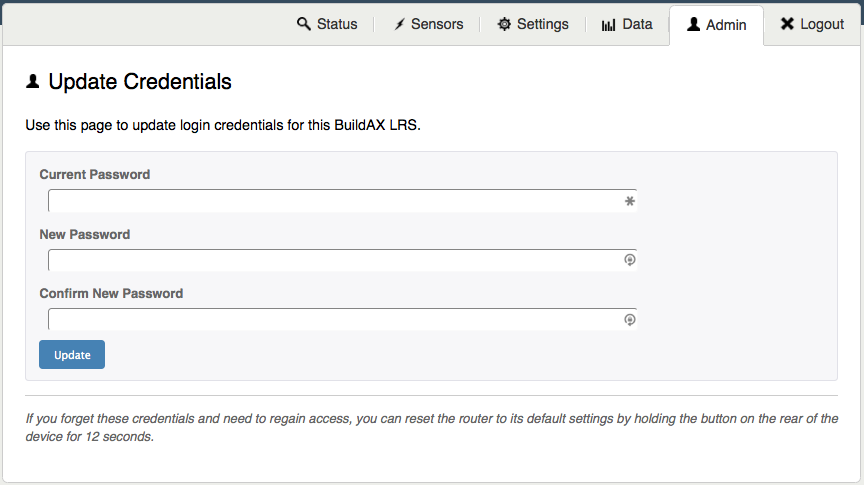 Status
Sensors
Settings
Data
Admin
Logout
Update Credentials
Use this page to update login credentials for this BuildAX LRS.
Current Password
New Password
Confirm New Password
Update
If you forget these credentials and need to regain access, you can reset the router to its default settings by holding the button on the rear of the
device for 12 seconds.